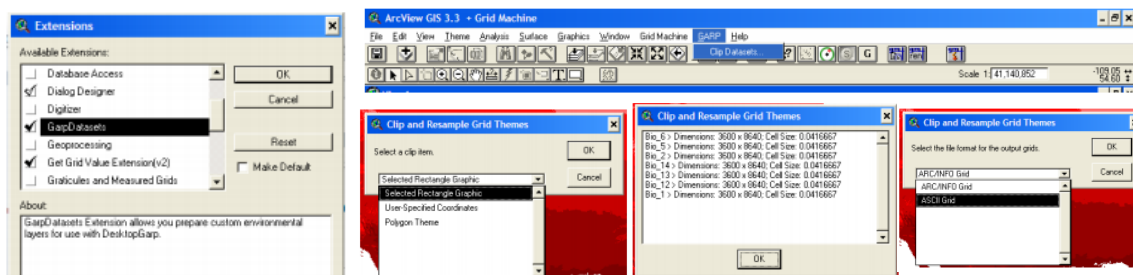 Extensions
Available Extensions:
Database Access
Dialog Designer
Digitizer
GarpDatasets
Geoprocessing
Get Grid Value Extension(v2)
Graticules and Measured Grids
OK
Cancel
Reset
Make Default
About:
GarpDatasets Extension allows you prepare custom environmental
layers for use with DesktopGarp.
ArcView GIS 3.3 + Grid Machine
File Edit View Theme Analysis Surface Graphics Window Grid Machine GARP Help
Clip Datasets...
Scale 1: 41,140,852
-109.05
54.60
Clip and Resample Grid Themes
Select a clip item.
OK
Cancel
Selected Rectangle Graphic
Selected Rectangle Graphic
User-Specified Coordinates
Polygon Theme
Clip and Resample Grid Themes
Bio_6 > Dimensions: 3600 x 8640; Cell Size: 0.0416667
Bio_5 > Dimensions: 3600 x 8640; Cell Size: 0.0416667
Bio_2 > Dimensions: 3600 x 8640; Cell Size: 0.0416667
Bio_14 > Dimensions: 3600 x 8640; Cell Size: 0.0416667
Bio_13 > Dimensions: 3600 x 8640; Cell Size: 0.0416667
Bio_12 > Dimensions: 3600 x 8640; Cell Size: 0.0416667
Bio_1 > Dimensions: 3600 x 8640; Cell Size: 0.0416667
OK
Clip and Resample Grid Themes
Select the file format for the output grids.
OK
Cancel
ARC/INFO Grid
ARC/INFO Grid
ASCII Grid